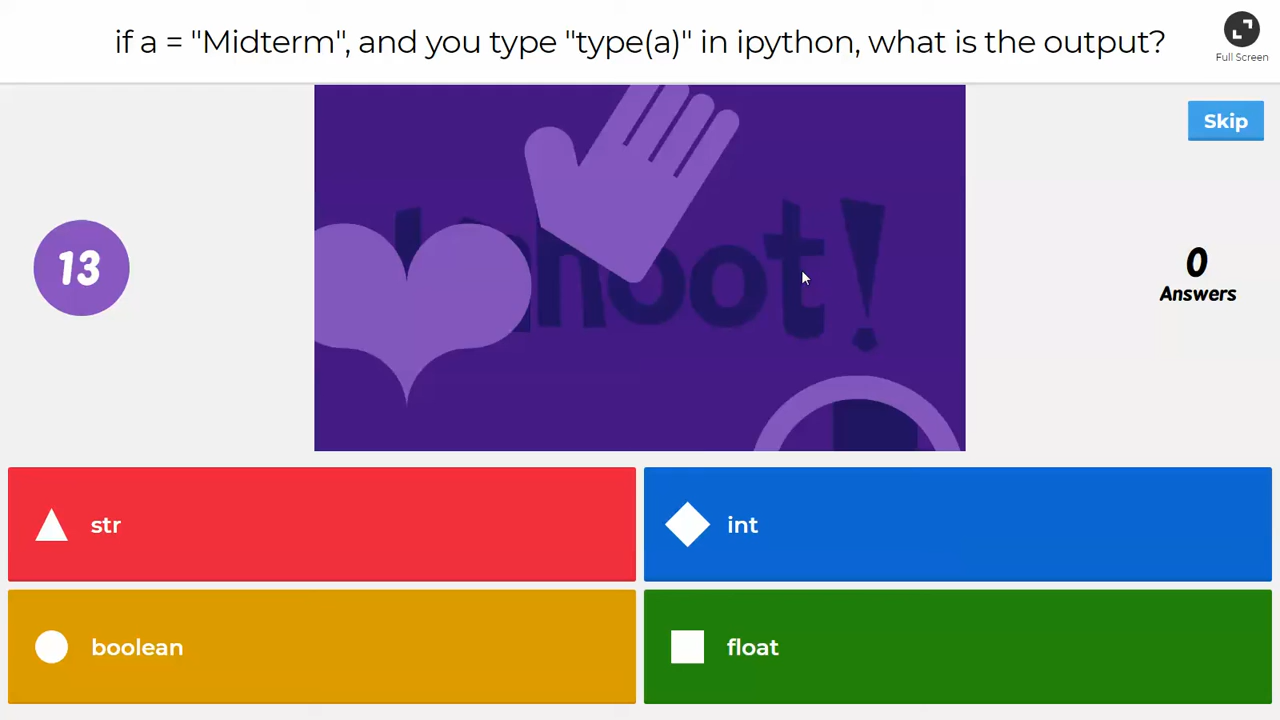 if a = "Midterm", and you type "type(a)" in ipython, what is the output?
Full Screen
Skip
13
0
Answers
str
int
boolean
float